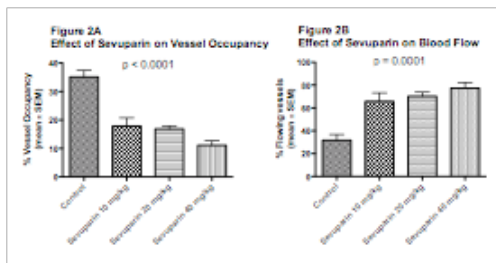 Figure 2A
Effect of Sevuparin on Vessel Occupancy
p < 0.0001
% Vessel Occupancy
(mean ± SEM)
40
30
20
10
0
Control
Sevuparin 10 mg/kg
Sevuparin 20 mg/kg
Sevuparin 40 mg/kg
Figure 2B
Effect of Sevuparin on Blood Flow
p = 0.0001
% Flowing vessels
(mean ± SEM)
100
80
60
40
20
0
Control
Sevuparin 10 mg/kg
Sevuparin 20 mg/kg
Sevuparin mg/kg